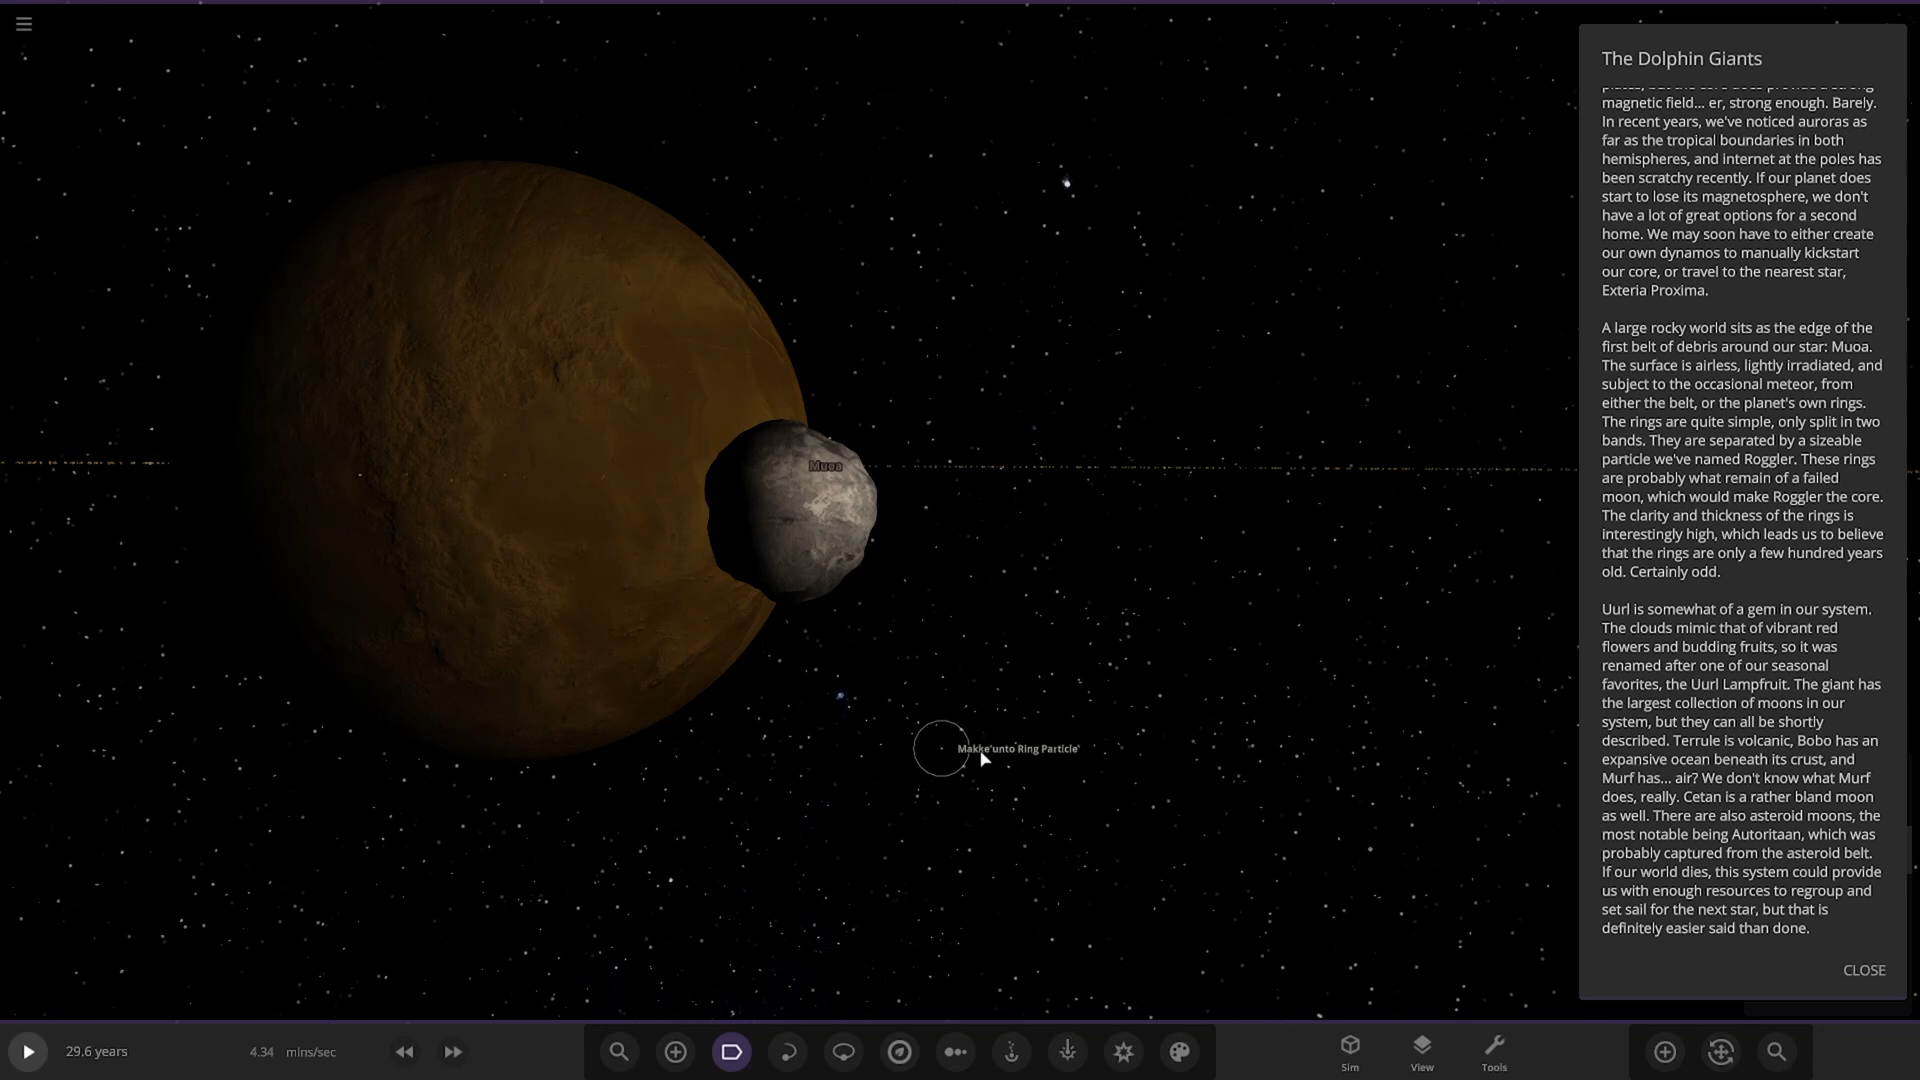 The Dolphin Giants
magnetic field... er, strong enough. Barely.
In recent years, we've noticed auroras as
far as the tropical boundaries in both
hemispheres, and internet at the poles has
been scratchy recently. If our planet does
start to lose its magnetosphere, we don't
have a lot of great options for a second
home. We may soon have to either create
our own dynamos to manually kickstart
our core, or travel to the nearest star,
Exteria Proxima.
A large rocky world sits as the edge of the
first belt of debris around our star: Muoa.
The surface is airless, lightly irradiated, and
subject to the occasional meteor, from
either the belt, or the planet's own rings.
The rings are quite simple, only split in two
bands. They are separated by a sizeable
particle we've named Roggler. These rings
are probably what remain of a failed
moon, which would make Roggler the core.
The clarity and thickness of the rings is
interestingly high, which leads us to believe
that the rings are only a few hundred years
old. Certainly odd.
Uurl is somewhat of a gem in our system.
The clouds mimic that of vibrant red
flowers and budding fruits, so it was
renamed after one of our seasonal
favorites, the Uurl Lampfruit. The giant has
the largest collection of moons in our
system, but they can all be shortly
described. Terrule is volcanic, Bobo has an
expansive ocean beneath its crust, and
Murf has... air? We don't know what Murf
does, really. Cetan is a rather bland moon
as well. There are also asteroid moons, the
most notable being Autoritaan, which was
probably captured from the asteroid belt.
If our world dies, this system could provide
us with enough resources to regroup and
set sail for the next star, but that is
definitely easier said than done.
CLOSE
Muoa
Makke'unto Ring Particle'
29.6 years
4.34 mins/sec
Sim
View
Tools